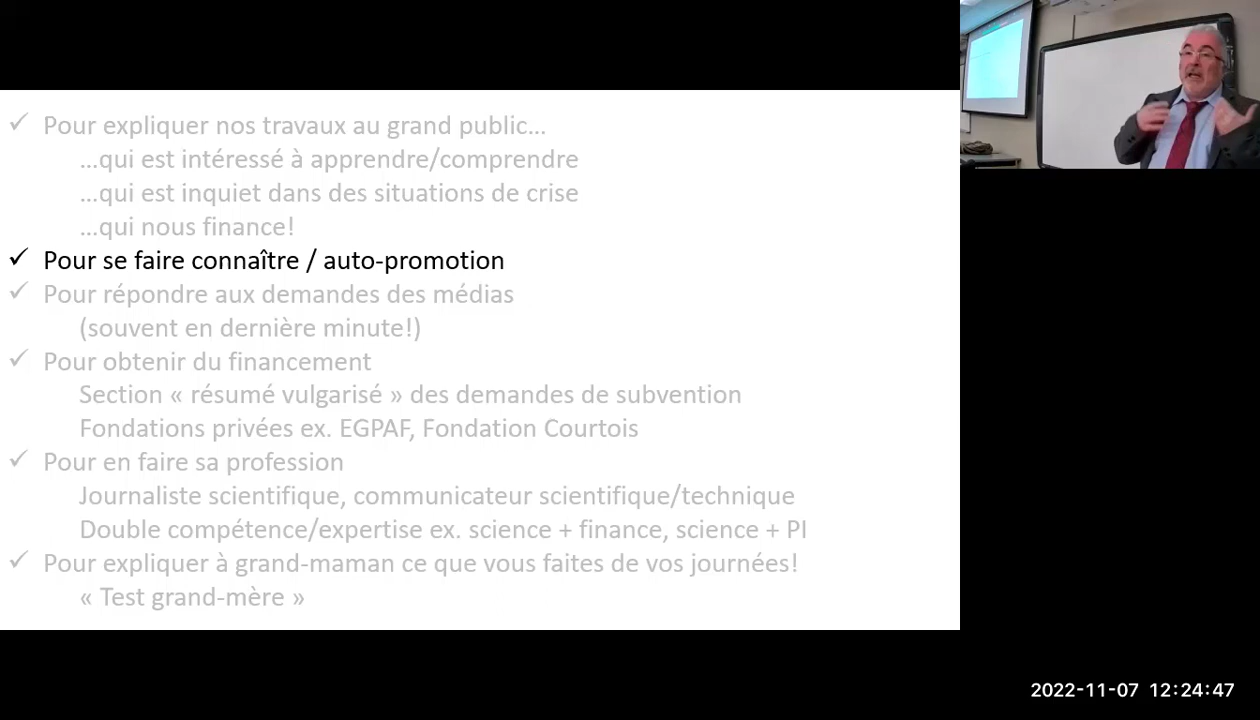 ✓ Pour expliquer nos travaux au grand public...
...qui est intéressé à apprendre/comprendre
...qui est inquiet dans des situations de crise
...qui nous finance!
✓ Pour se faire connaître / auto-promotion
✓ Pour répondre aux demandes des médias
(souvent en dernière minute!)
✓ Pour obtenir du financement
Section « résumé vulgarisé » des demandes de subvention
Fondations privées ex. EGPAF, Fondation Courtois
✓ Pour en faire sa profession
Journaliste scientifique, communicateur scientifique/technique
Double compétence/expertise ex. science + finance, science + PI
✓ Pour expliquer à grand-maman ce que vous faites de vos journées!
« Test grand-mère »
2022-11-07 12:24:47